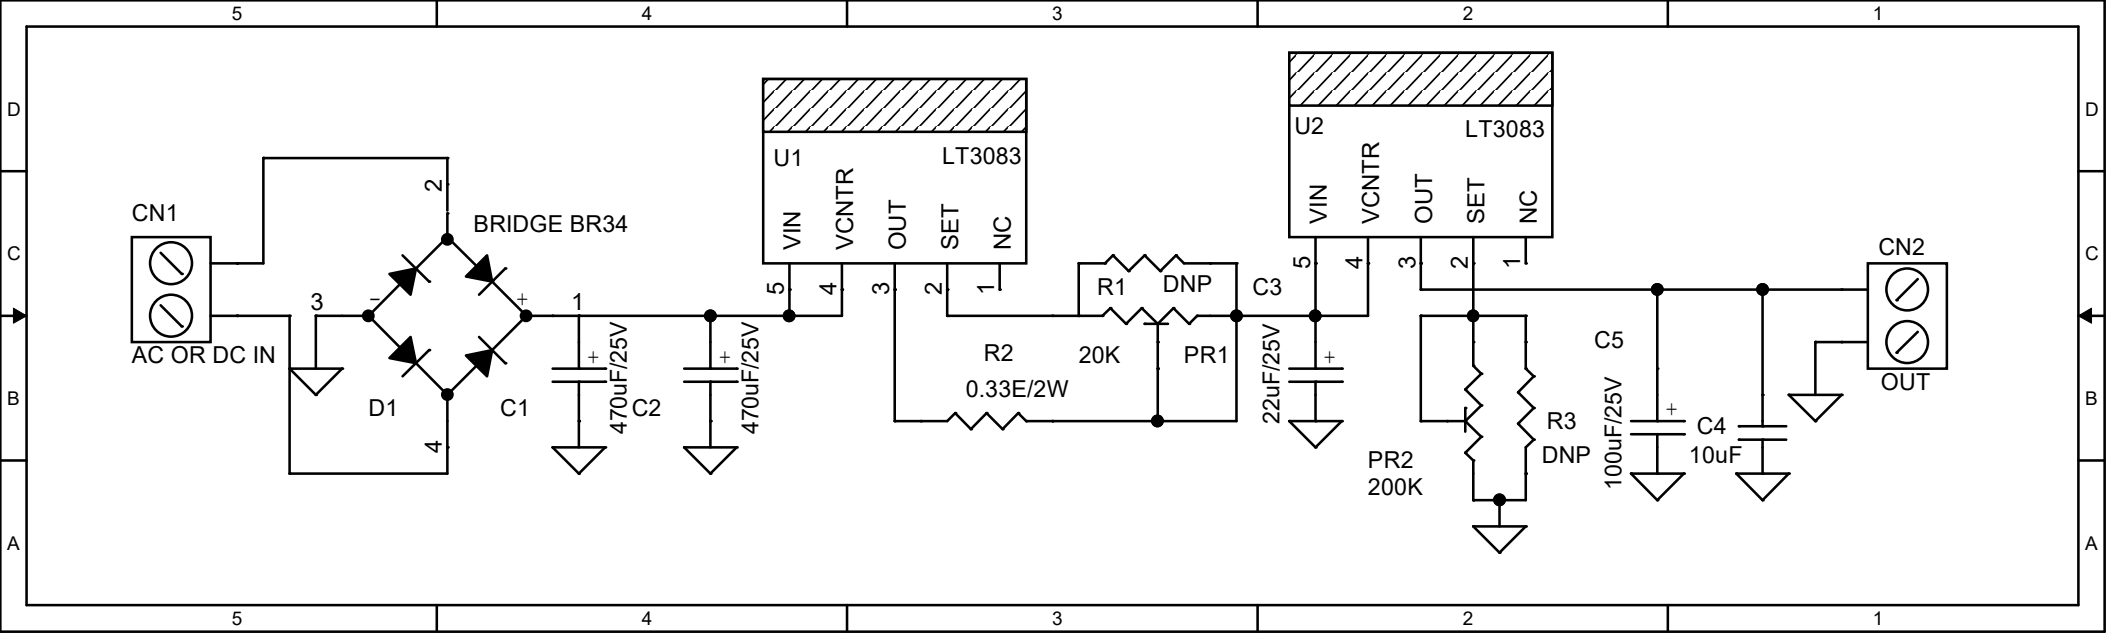 5 4 3 2 1
D D
C C
B B
A A
CN1
AC OR DC IN
2
BRIDGE BR34
3
-
+
1
4
D1
C1
+
470uF/25V
C2
+
470uF/25V
U1
LT3083
VIN
VCNTR
OUT
SET
NC
5
4
3
2
1
R1
DNP
R2
0.33E/2W
20K
PR1
C3
22uF/25V
+
U2
LT3083
VIN
VCNTR
OUT
SET
NC
5
4
3
2
1
PR2
200K
R3
DNP
C5
100uF/25V
+
C4
10uF
CN2
OUT
5 4 3 2 1